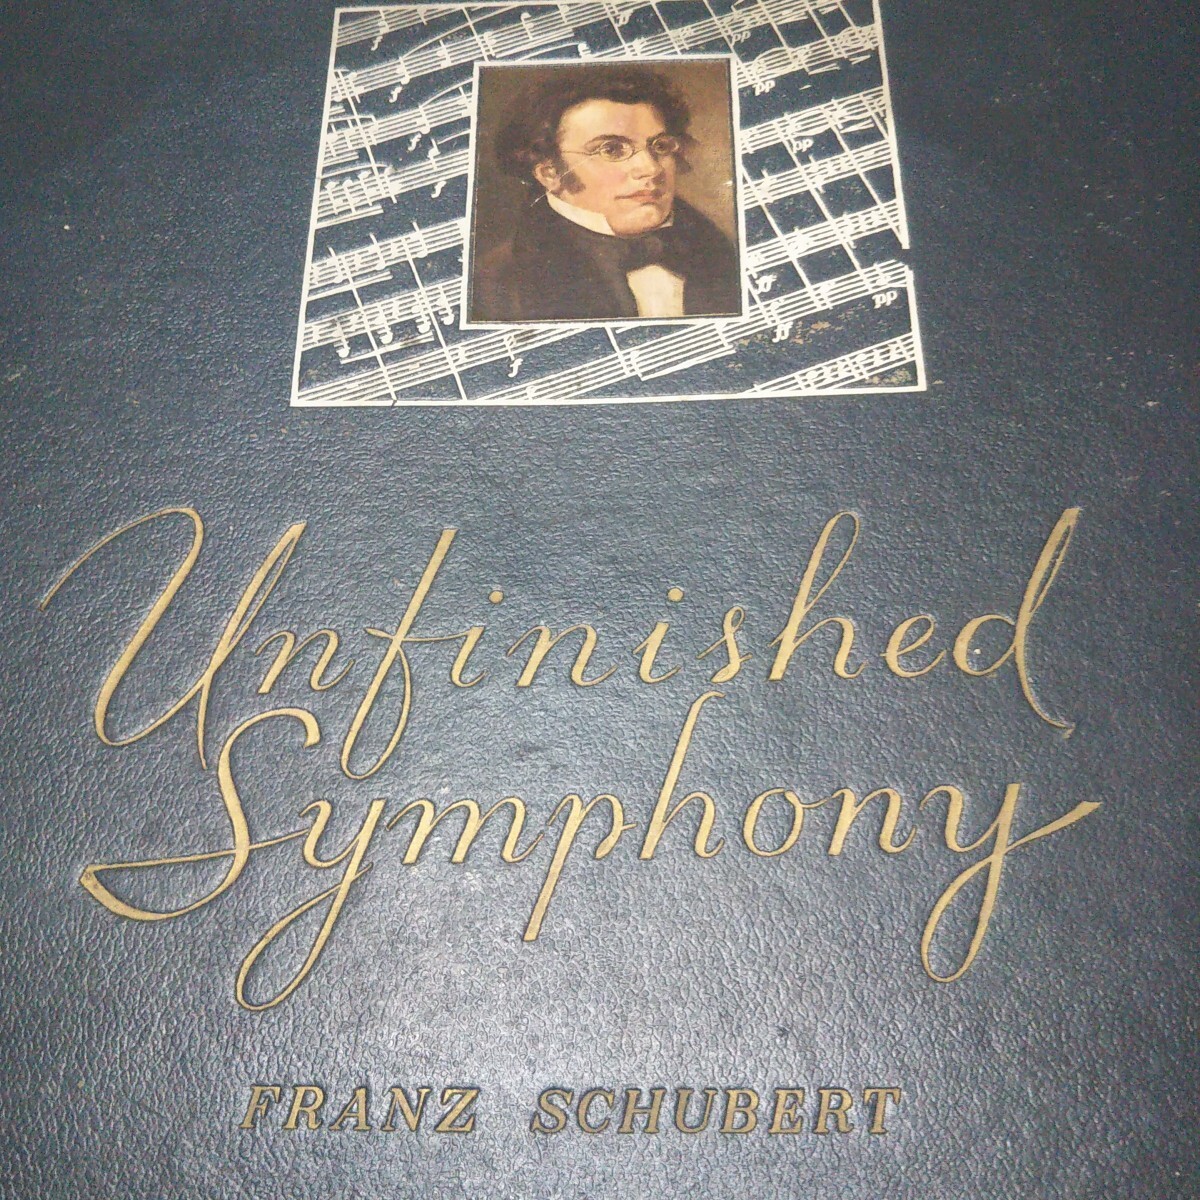 Unfinished
Symphony
FRANZ SCHUBERT